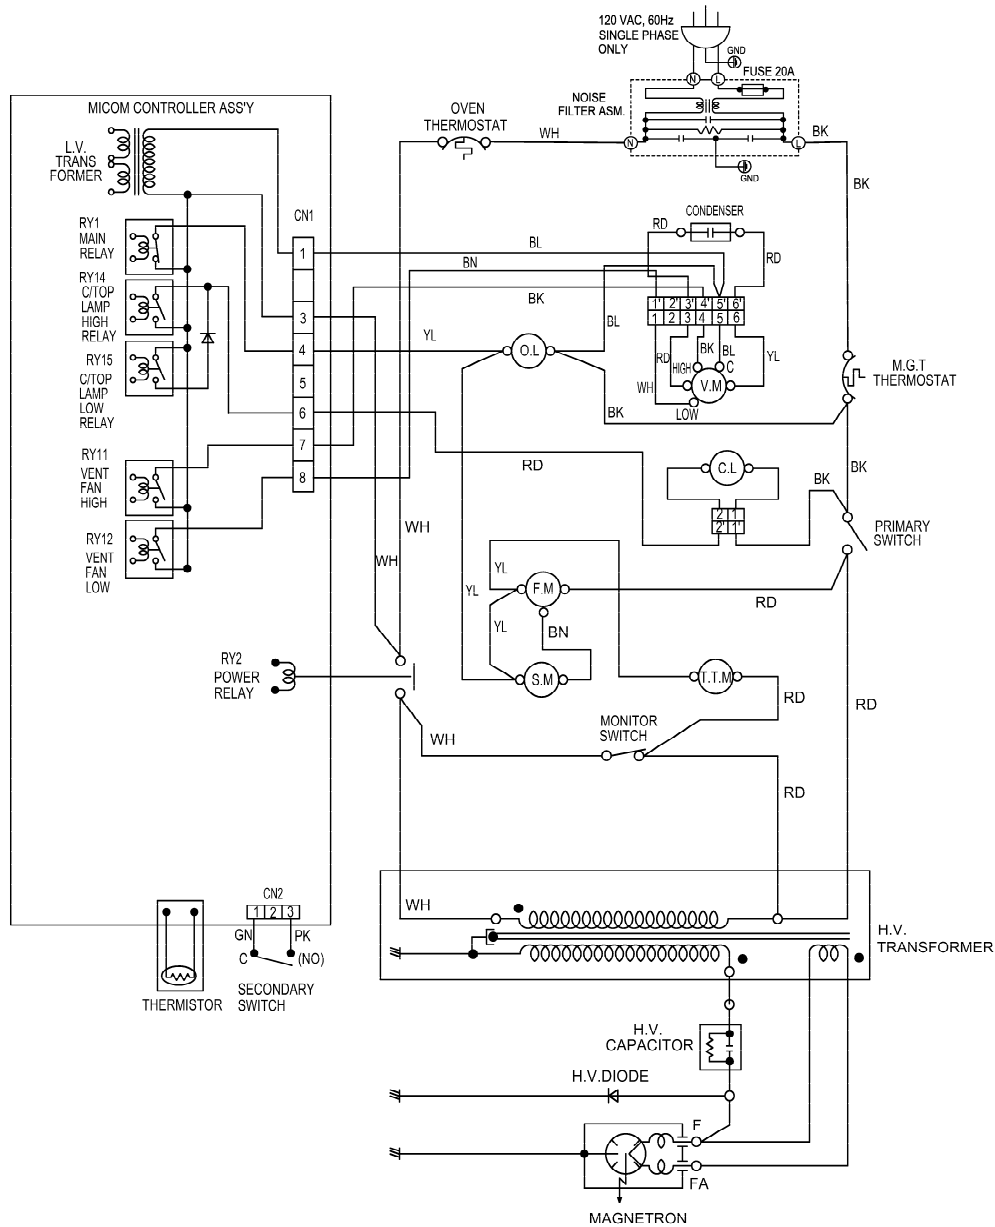 120 VAC, 60Hz
SINGLE PHASE
ONLY
GND
N
L
FUSE 20A
NOISE
FILTER ASM.
N
L
GND
MICOM CONTROLLER ASS'Y
OVEN
THERMOSTAT
WH
BK
BK
L.V.
TRANS
FORMER
CN1
RY1
MAIN
RELAY
RY14
C/TOP
LAMP
HIGH
RELAY
RY15
C/TOP
LAMP
LOW
RELAY
RY11
VENT
FAN
HIGH
RY12
VENT
FAN
LOW
1
3
4
5
6
7
8
BL
BN
BK
YL
RD
CONDENSER
RD
RD
1' 2' 3' 4' 5' 6'
1 2 3 4 5 6
BL
O.L
RD
BK
BL
YL
HIGH
C
WH
V.M
LOW
BK
M.G.T
THERMOSTAT
C.L
BK
BK
2 1
2' 1'
PRIMARY
SWITCH
WH
WH
YL
YL
F.M
RD
YL
BN
S.M
T.T.M
RD
RD
RY2
POWER
RELAY
MONITOR
SWITCH
WH
RD
CN2
1 2 3
GN
PK
C
(NO)
THERMISTOR
SECONDARY
SWITCH
WH
H.V.
TRANSFORMER
H.V.
CAPACITOR
H.V.DIODE
F
FA
MAGNETRON